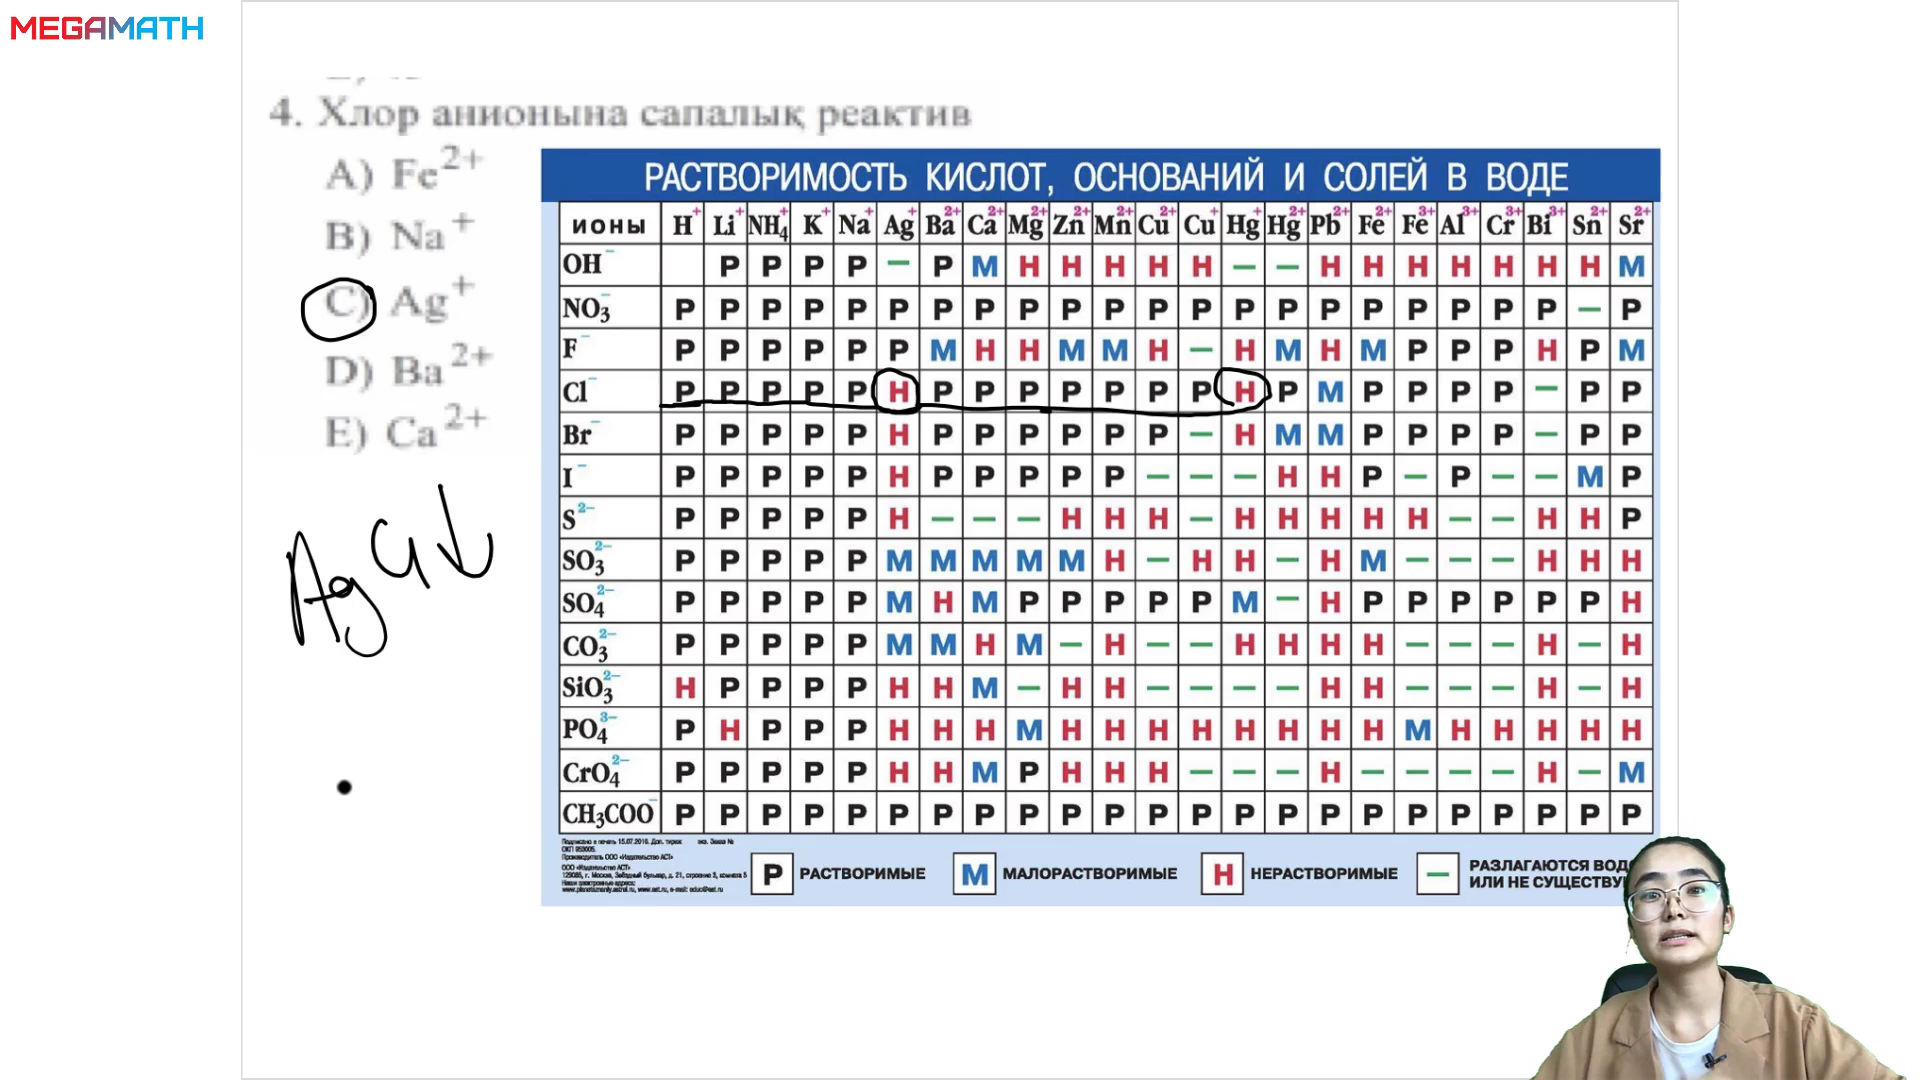 MEGAMATH
4. Хлор анионына сапалық реактив
A) Fe2+
B) Na+
C) Ag+
D) Ba2+
E) Ca2+
AgCl↓
РАСТВОРИМОСТЬ КИСЛОТ, ОСНОВАНИЙ И СОЛЕЙ В ВОДЕ
ионы H+ Li+ NH4+ K+ Na+ Ag+ Ba2+ Ca2+ Mg2+ Zn2+ Mn2+ Cu2+ Cu+ Hg+ Hg2+ Pb2+ Fe2+ Fe3+ Al3+ Cr3+ Bi3+ Sn2+ Sr2+
OH– Р Р Р Р – Р М Н Н Н Н Н – – Н Н Н Н Н Н Н М
NO3– Р Р Р Р Р Р Р Р Р Р Р Р Р Р Р Р Р Р Р Р Р – Р
F– Р Р Р Р Р Р М Н Н М М Н – Н М Н М Р Р Р Н Р М
Cl– Р Р Р Р Р Н Р Р Р Р Р Р Р Н Р М Р Р Р Р – Р Р
Br– Р Р Р Р Р Н Р Р Р Р Р Р – Н М М Р Р Р Р – Р Р
I– Р Р Р Р Р Н Р Р Р Р Р – – – Н Н Р – Р – – М Р
S2– Р Р Р Р Р Н – – – Н Н Н – Н Н Н Н Н – – Н Н Р
SO32– Р Р Р Р Р М М М М М Н – Н Н – Н М – – – Н Н Н
SO42– Р Р Р Р Р М Н М Р Р Р Р Р М – Н Р Р Р Р Р Р Н
CO32– Р Р Р Р Р М М Н М – Н – – Н Н Н Н – – – Н – Н
SiO32– Н Р Р Р Р Н Н М – Н Н – – – – Н Н – – – Н – Н
PO43– Р Н Р Р Р Н Н Н М Н Н Н Н Н Н Н Н М Н Н Н Н Н
CrO42– Р Р Р Р Р Н Н М Р Н Н Н – – – Н – – – – Н – М
CH3COO– Р Р Р Р Р Р Р Р Р Р Р Р Р Р Р Р Р Р Р Р Р Р Р
Р РАСТВОРИМЫЕ М МАЛОРАСТВОРИМЫЕ Н НЕРАСТВОРИМЫЕ – РАЗЛАГАЮТСЯ ВОД
ИЛИ НЕ СУЩЕСТВУ